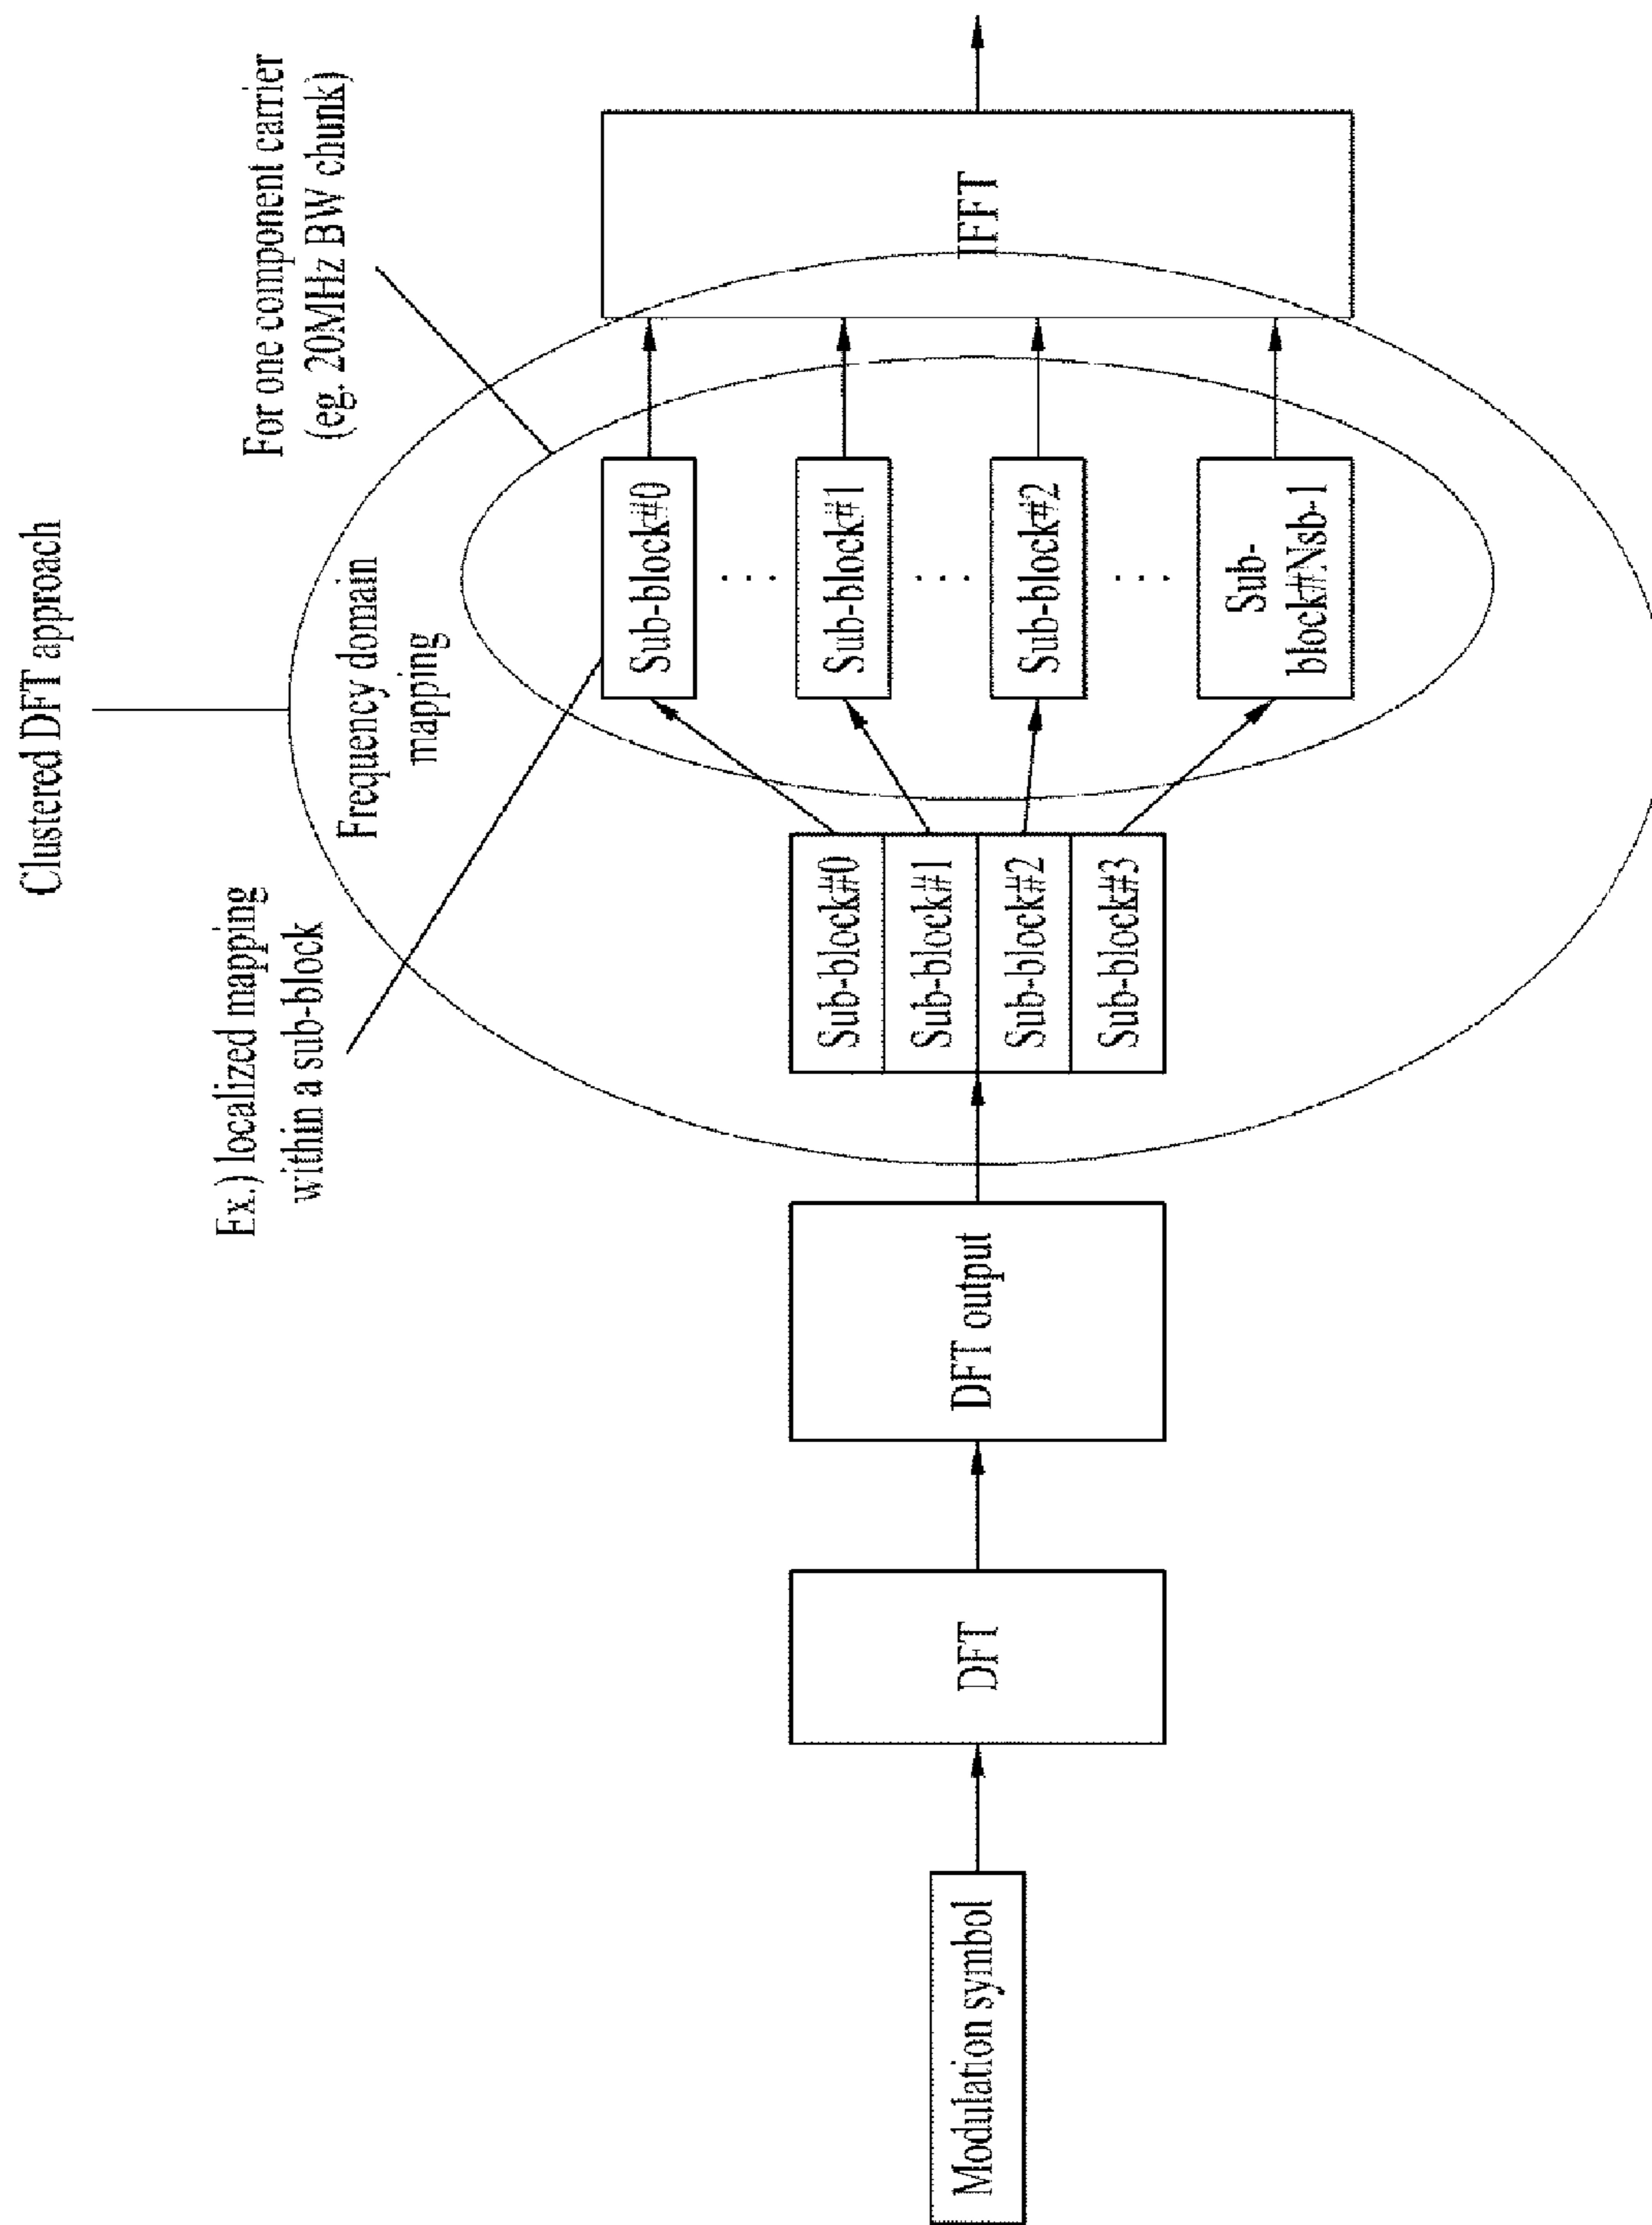 Clustered DFT approach
Ex.) localized mapping
within a sub-block
For one component carrier
(eg. 20MHz BW chunk)
Frequency domain
mapping
Modulation symbol
DFT
DFT output
Sub-block#0
Sub-block#1
Sub-block#2
Sub-block#3
Sub-block#0
...
Sub-block#1
...
Sub-block#2
...
Sub-
block#Nsb-1
IFFT